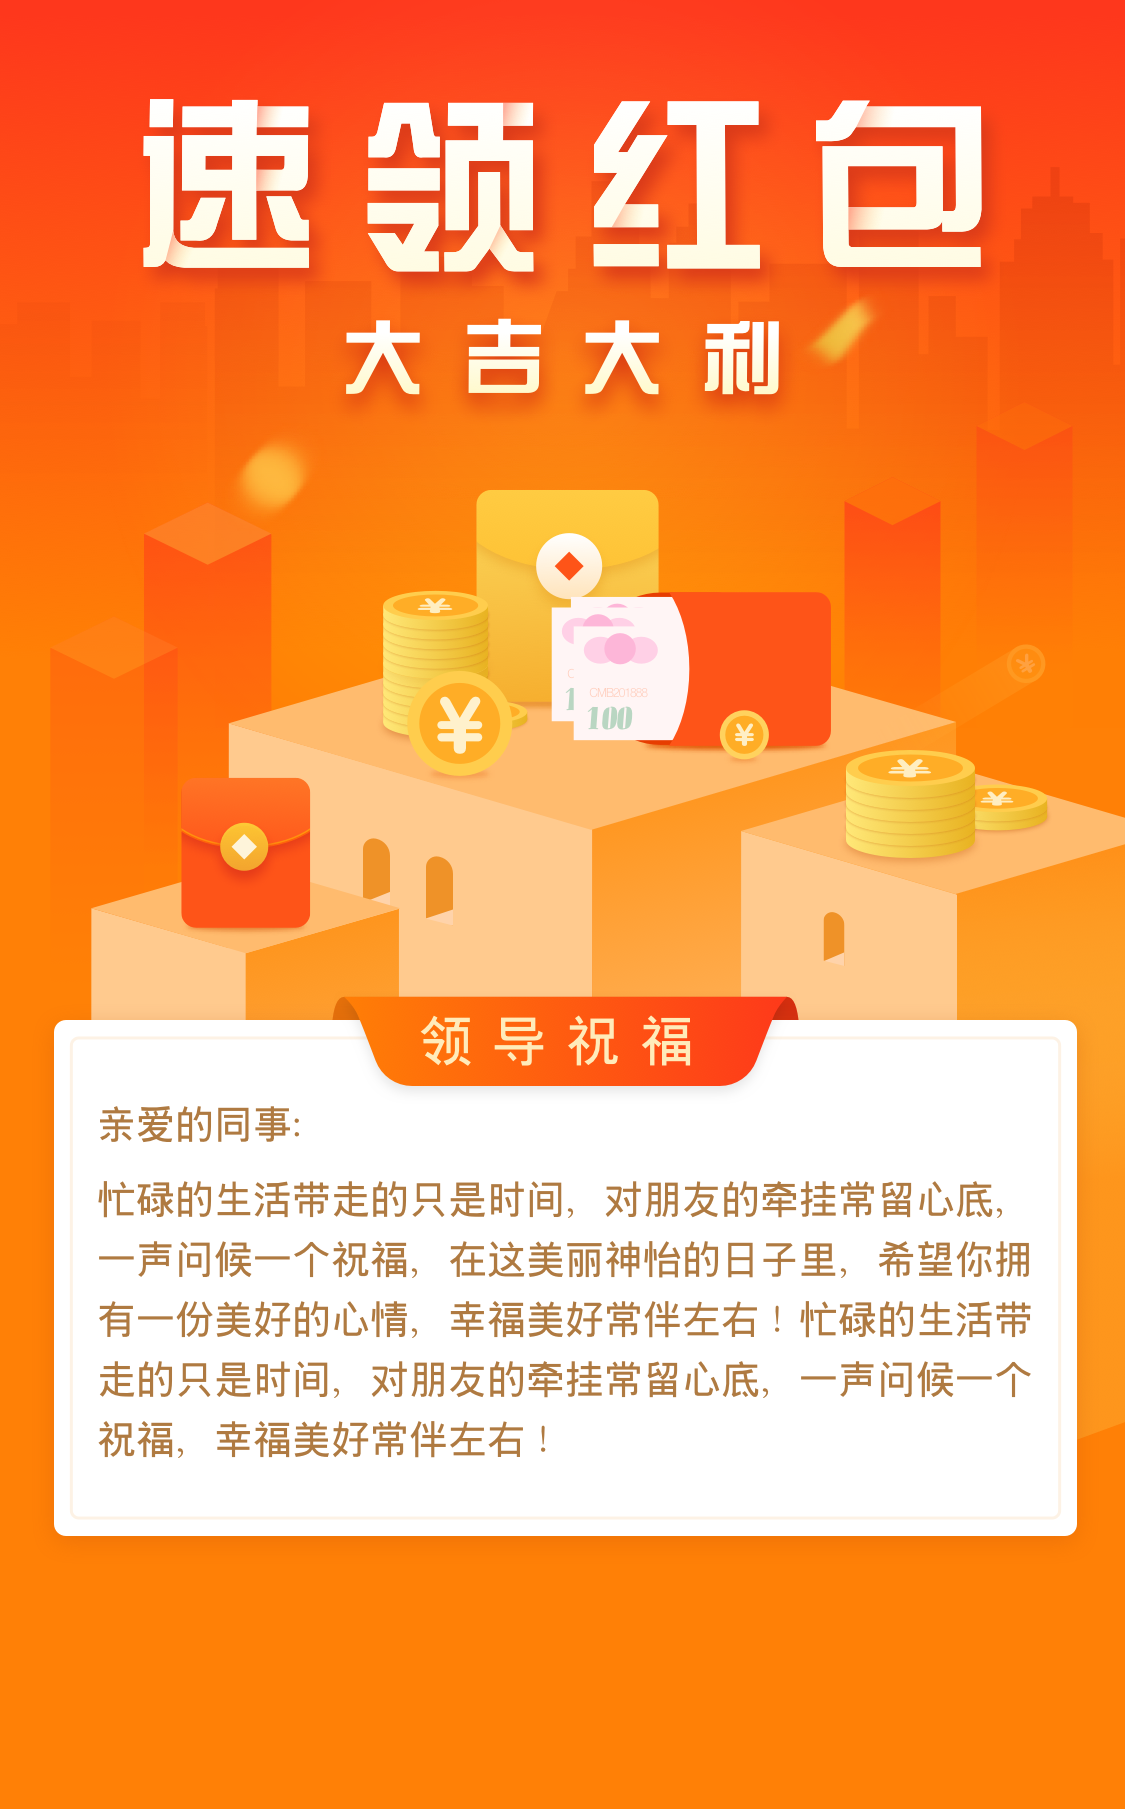 速领红包
大吉大利
¥
¥
¥
CMB201888
100
C
1
¥
¥
领导祝福
亲爱的同事:
忙碌的生活带走的只是时间，对朋友的牵挂常留心底，
一声问候一个祝福，在这美丽神怡的日子里，希望你拥
有一份美好的心情，幸福美好常伴左右！忙碌的生活带
走的只是时间，对朋友的牵挂常留心底，一声问候一个
祝福，幸福美好常伴左右！